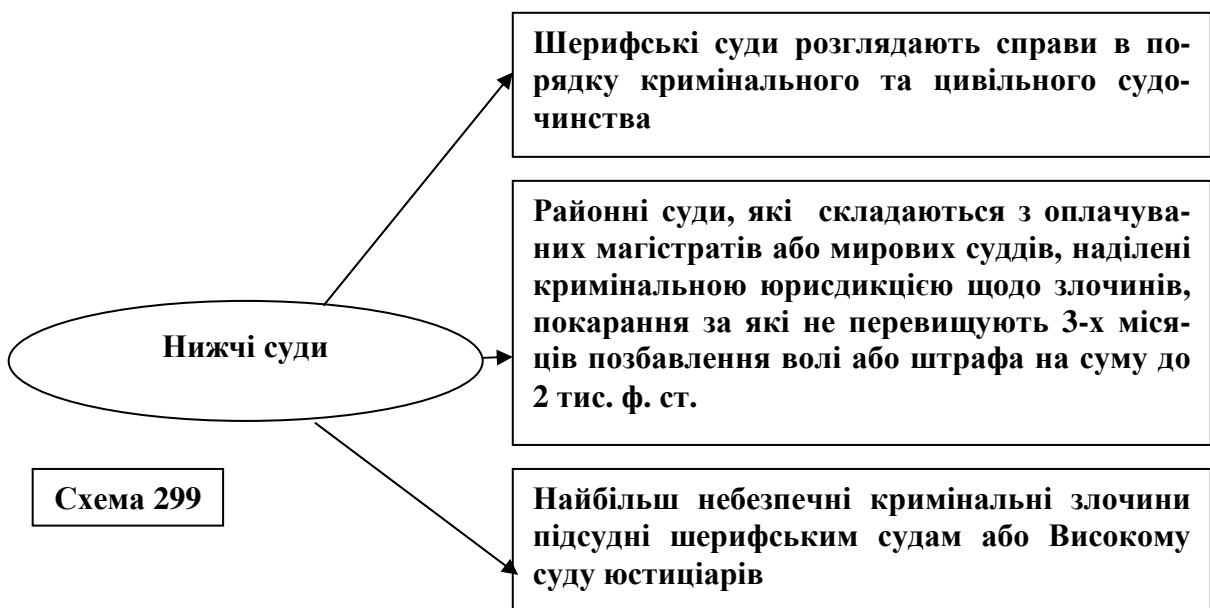 Шерифські суди розглядають справи в по-
рядку кримінального та цивільного судо-
чинства
Районні суди, які складаються з оплачува-
них магістратів або мирових суддів, наділені
кримінальною юрисдикцією щодо злочинів,
покарання за які не перевищують 3-х міся-
ців позбавлення волі або штрафа на суму до
2 тис. ф. ст.
Нижчі суди
Схема 299
Найбільш небезпечні кримінальні злочини
підсудні шерифським судам або Високому
суду юстиціарів